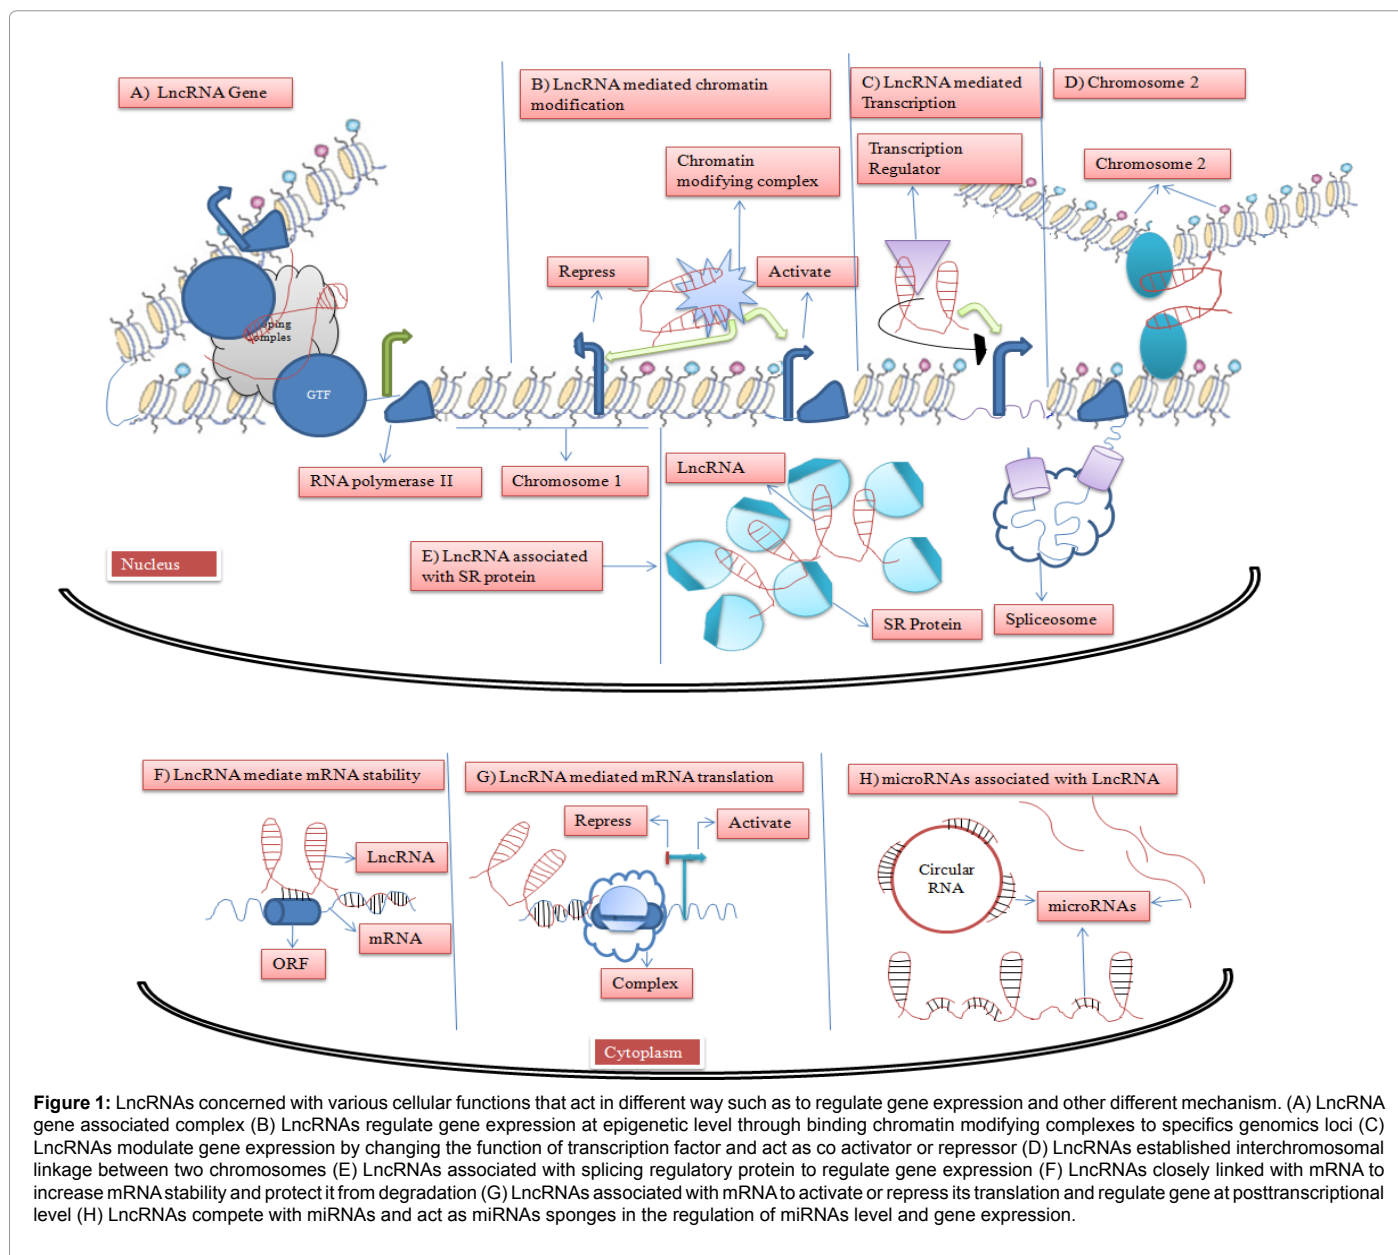 A) LncRNA Gene
B) LncRNA mediated chromatin
modification
C) LncRNA mediated
Transcription
D) Chromosome 2
Transcription
Regulator
Chromosome 2
Chromatin
modifying complex
Repress
Activate
oping
omples
GTF
RNA polymerase II
Chromosome 1
LncRNA
E) LncRNA associated
with SR protein
Nucleus
SR Protein
Spliceosome
F) LncRNA mediate mRNA stability
G) LncRNA mediated mRNA translation
H) microRNAs associated with LncRNA
LncRNA
mRNA
ORF
Repress
Activate
Complex
Circular
RNA
microRNAs
Cytoplasm
Figure 1: LncRNAs concerned with various cellular functions that act in different way such as to regulate gene expression and other different mechanism. (A) LncRNA
gene associated complex (B) LncRNAs regulate gene expression at epigenetic level through binding chromatin modifying complexes to specifics genomics loci (C)
LncRNAs modulate gene expression by changing the function of transcription factor and act as co activator or repressor (D) LncRNAs established interchromosomal
linkage between two chromosomes (E) LncRNAs associated with splicing regulatory protein to regulate gene expression (F) LncRNAs closely linked with mRNA to
increase mRNA stability and protect it from degradation (G) LncRNAs associated with mRNA to activate or repress its translation and regulate gene at posttranscriptional
level (H) LncRNAs compete with miRNAs and act as miRNAs sponges in the regulation of miRNAs level and gene expression.